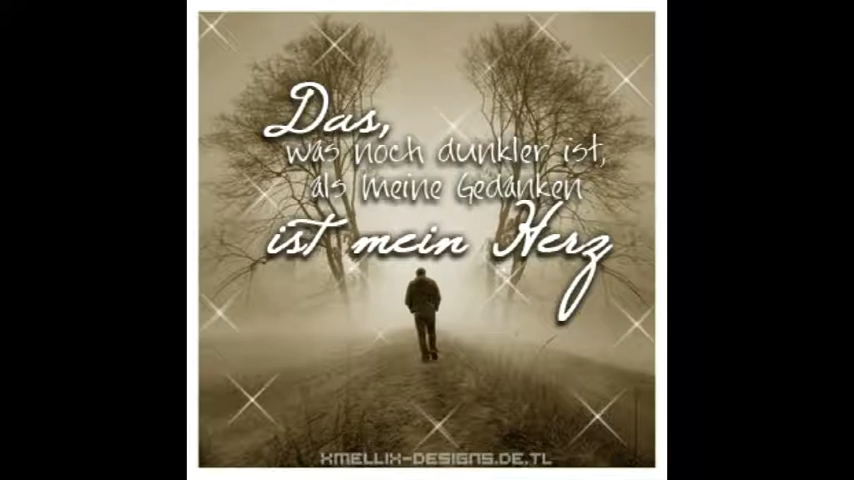 Das,
was noch dunkler ist,
als meine Gedanken
ist mein Herz
XMELLIX-DESIGNS.DE.TL